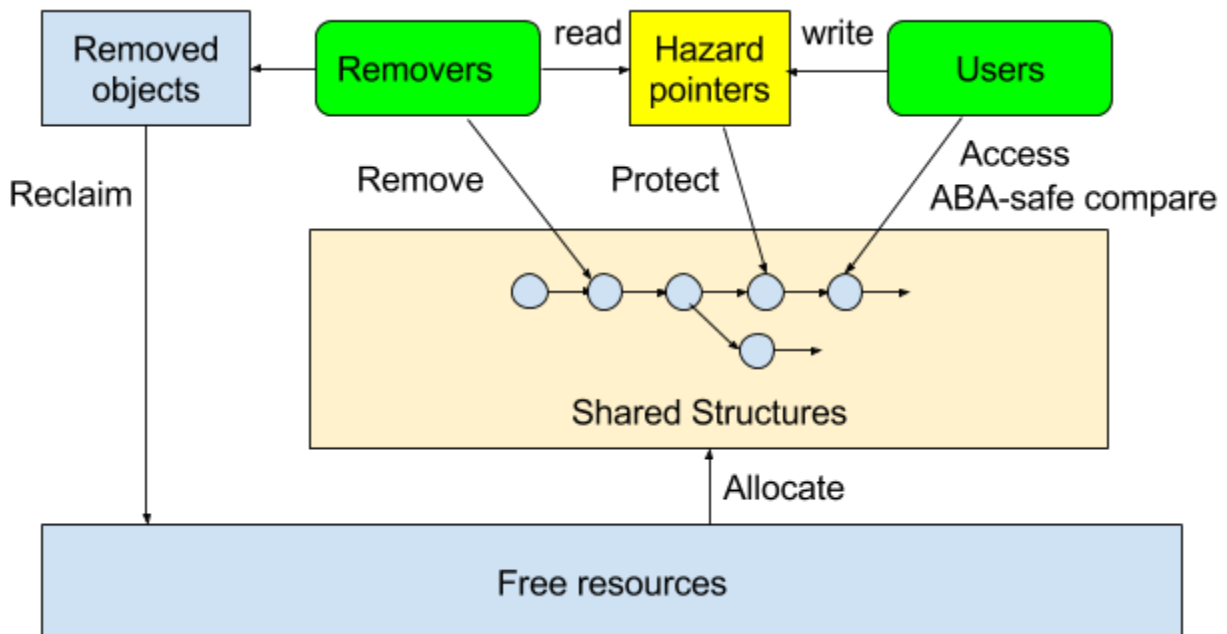 Removed
objects
Removers
read
Hazard
pointers
write
Users
Reclaim
Remove
Protect
Access
ABA-safe compare
Shared Structures
Allocate
Free resources